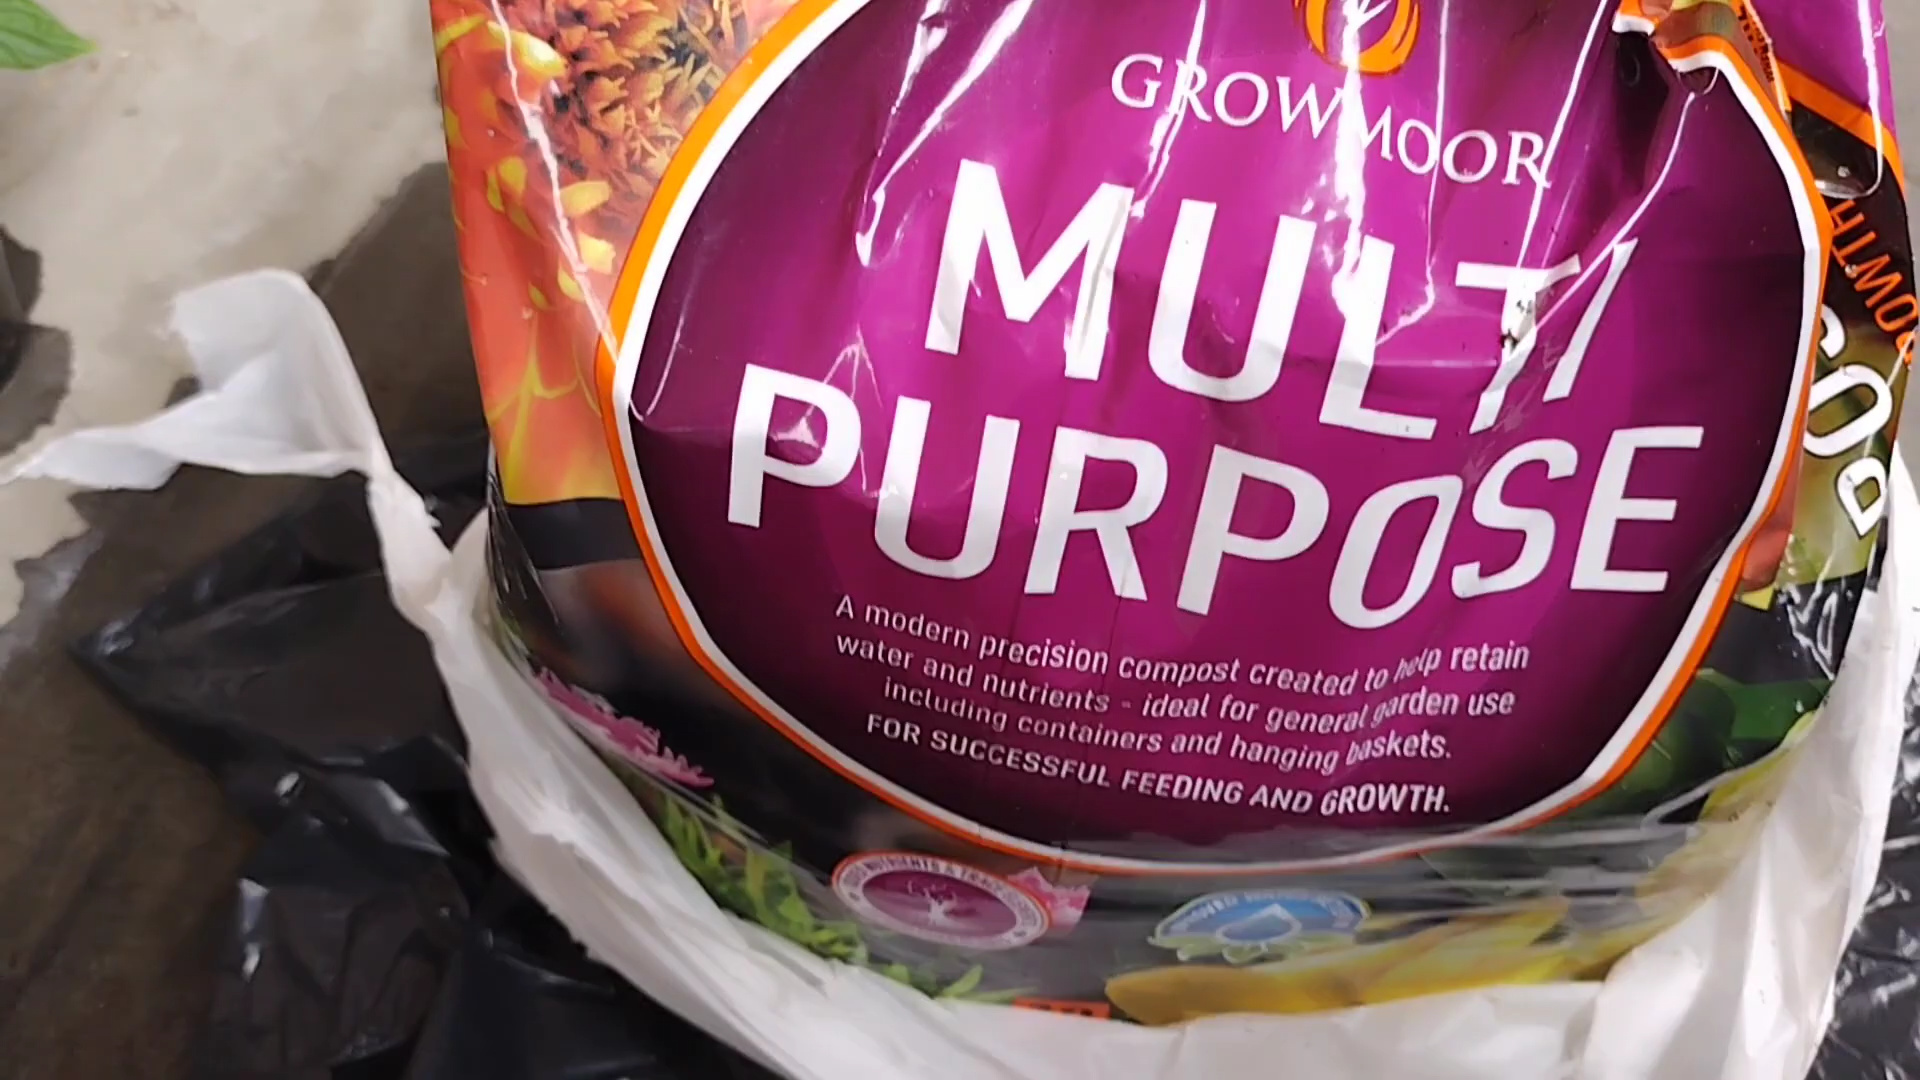 GROWMOOR
MULTI
PURPOSE
A modern precision compost created to help retain
water and nutrients - ideal for general garden use
including containers and hanging baskets.
FOR SUCCESSFUL FEEDING AND GROWTH.